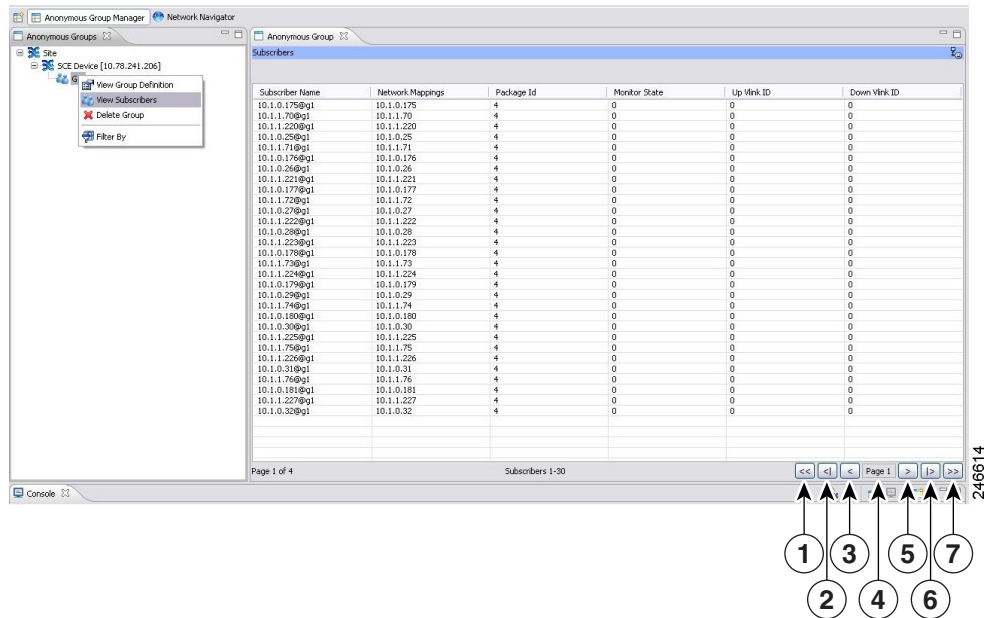 Anonymous Group Manager Network Navigator
Anonymous Groups
Site
SCE Device [10.78.241.206]
G
View Group Definition
View Subscribers
Delete Group
Filter By
Anonymous Group
Subscribers
Subscriber Name Network Mappings Package Id Monitor State Up Vlink ID Down Vlink ID
10.1.0.175@g1 10.1.0.175 4 0 0 0
10.1.1.70@g1 10.1.1.70 4 0 0 0
10.1.1.220@g1 10.1.1.220 4 0 0 0
10.1.0.25@g1 10.1.0.25 4 0 0 0
10.1.1.71@g1 10.1.1.71 4 0 0 0
10.1.0.176@g1 10.1.0.176 4 0 0 0
10.1.0.26@g1 10.1.0.26 4 0 0 0
10.1.1.221@g1 10.1.1.221 4 0 0 0
10.1.0.177@g1 10.1.0.177 4 0 0 0
10.1.1.72@g1 10.1.1.72 4 0 0 0
10.1.0.27@g1 10.1.0.27 4 0 0 0
10.1.1.222@g1 10.1.1.222 4 0 0 0
10.1.0.28@g1 10.1.0.28 4 0 0 0
10.1.1.223@g1 10.1.1.223 4 0 0 0
10.1.0.178@g1 10.1.0.178 4 0 0 0
10.1.1.73@g1 10.1.1.73 4 0 0 0
10.1.1.224@g1 10.1.1.224 4 0 0 0
10.1.0.179@g1 10.1.0.179 4 0 0 0
10.1.0.29@g1 10.1.0.29 4 0 0 0
10.1.1.74@g1 10.1.1.74 4 0 0 0
10.1.0.180@g1 10.1.0.180 4 0 0 0
10.1.0.30@g1 10.1.0.30 4 0 0 0
10.1.1.225@g1 10.1.1.225 4 0 0 0
10.1.1.75@g1 10.1.1.75 4 0 0 0
10.1.1.226@g1 10.1.1.226 4 0 0 0
10.1.0.31@g1 10.1.0.31 4 0 0 0
10.1.1.76@g1 10.1.1.76 4 0 0 0
10.1.0.181@g1 10.1.0.181 4 0 0 0
10.1.1.227@g1 10.1.1.227 4 0 0 0
10.1.0.32@g1 10.1.0.32 4 0 0 0
Page 1 of 4 Subscribers 1-30 << <| < Page 1 > |> >>
Console
246614
1 3 5 7
2 4 6